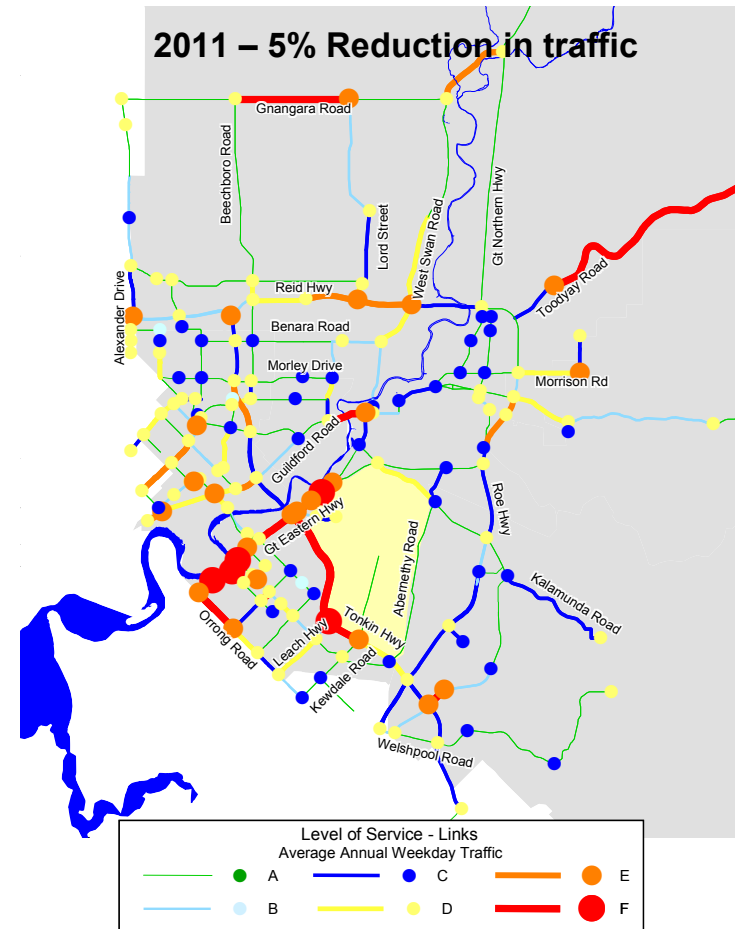 2011 – 5% Reduction in traffic
Gnangara Road
Beechboro Road
Lord Street
West Swan Road
Gt Northern Hwy
Toodyay Road
Alexander Drive
Reid Hwy
Benara Road
Morley Drive
Morrison Rd
Guildford Road
Gt Eastern Hwy
Abernethy Road
Roe Hwy
Kalamunda Road
Orrong Road
Leach Hwy
Tonkin Hwy
Kewdale Road
Welshpool Road
Level of Service - Links
Average Annual Weekday Traffic
A C E
B D F